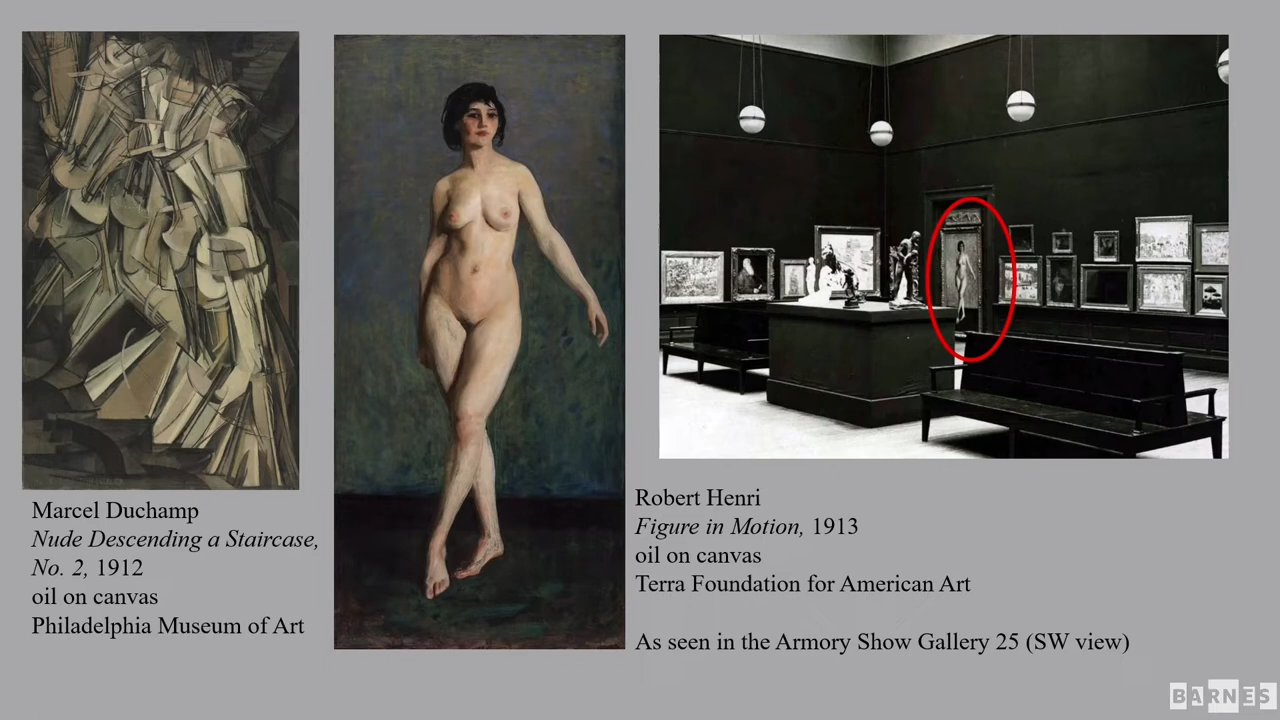 Marcel Duchamp
Nude Descending a Staircase,
No. 2, 1912
oil on canvas
Philadelphia Museum of Art
Robert Henri
Figure in Motion, 1913
oil on canvas
Terra Foundation for American Art
As seen in the Armory Show Gallery 25 (SW view)
BARNES